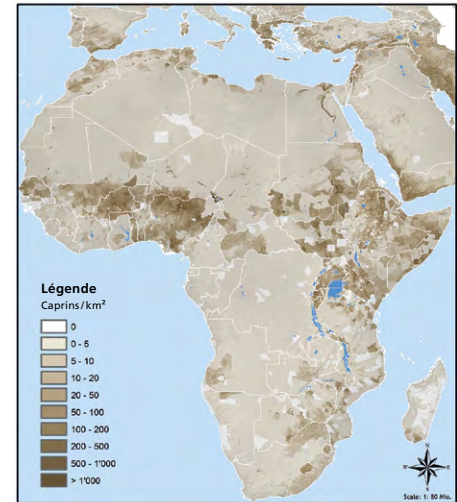 Légende
Caprins/km²
0
0 - 5
5 - 10
10 - 20
20 - 50
50 - 100
100 - 200
200 - 500
500 - 1'000
> 1'000
N
W
E
S
Scale: 1: 80 Mio.